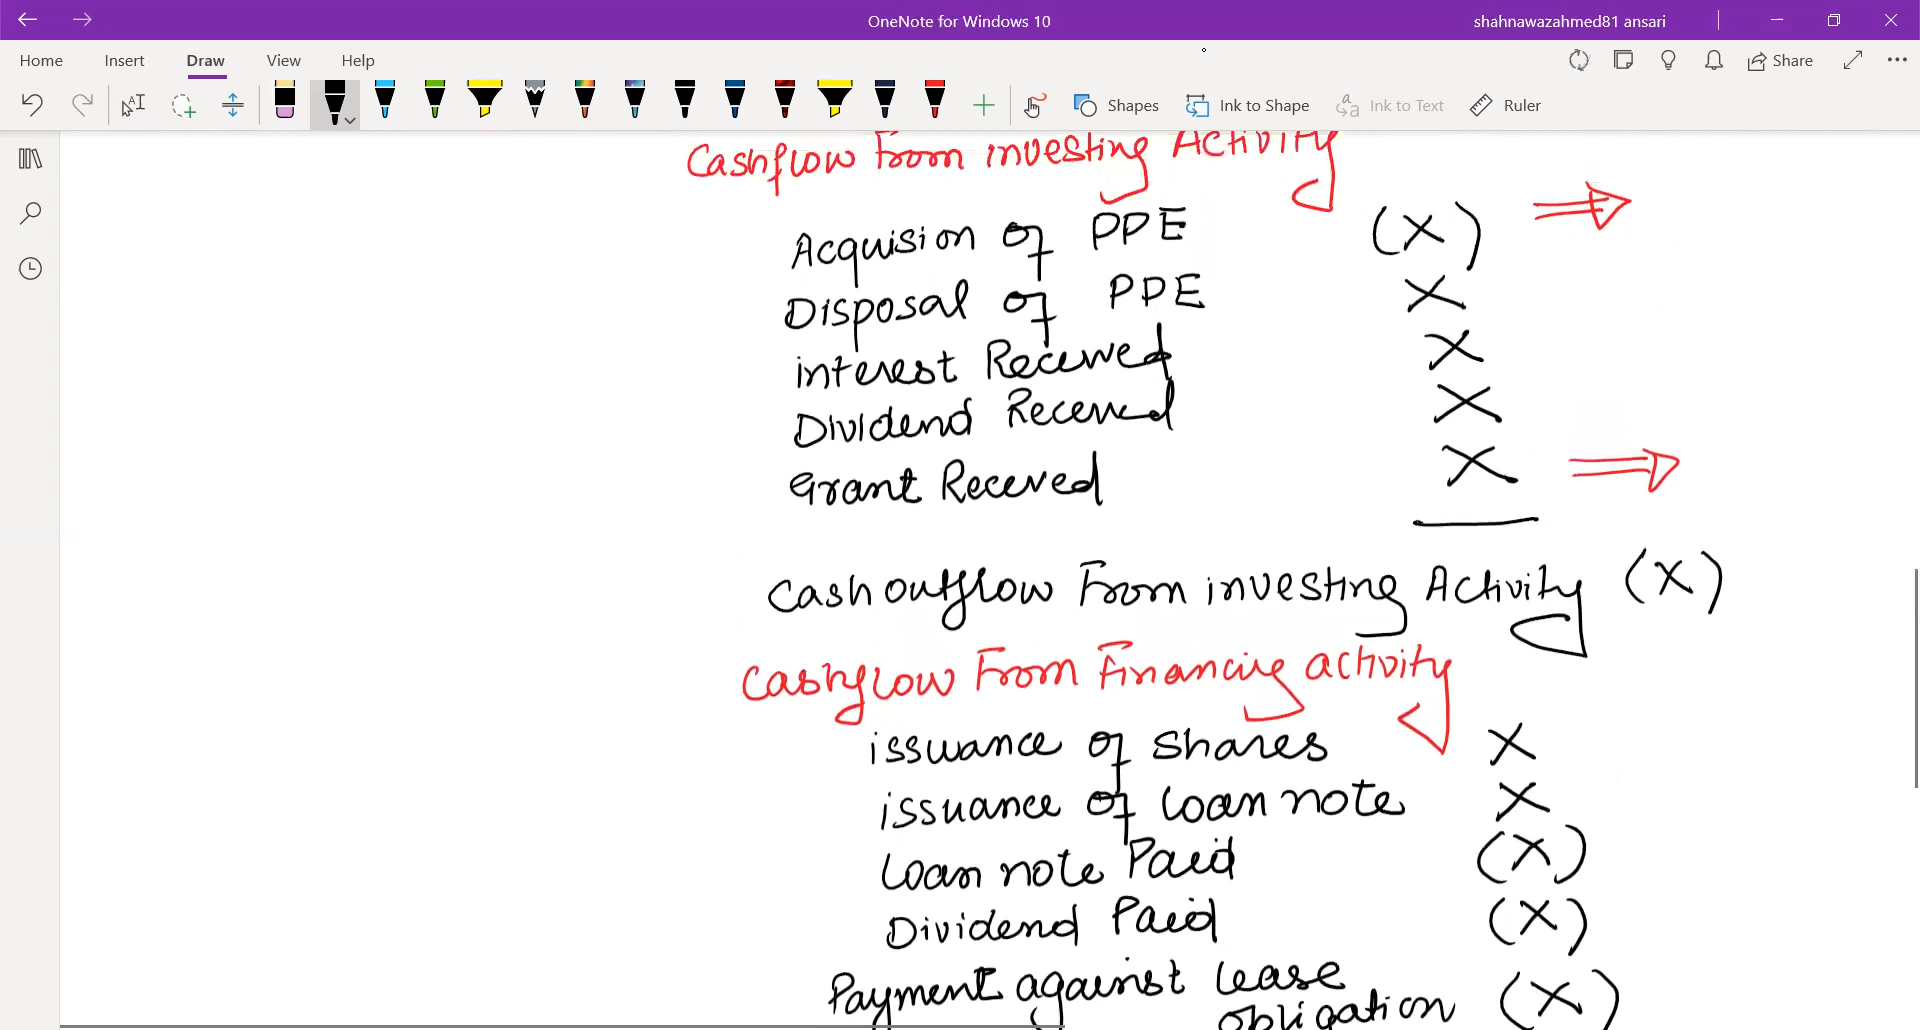 OneNote for Windows 10
shahnawazahmed81 ansari
Home Insert Draw View Help
Share
Shapes Ink to Shape Ink to Text Ruler
Cashflow From investing Activity
Acquision of PPE (X)
Disposal of PPE X
interest Received X
Dividend Received X
Grant Receved X
Cash outflow From investing Activity (X)
Cashflow From Financing activity
issuance of Shares X
issuance of Loan note X
Loan note Paid (X)
Dividend Paid (X)
Payment against Lease (X)
obligation